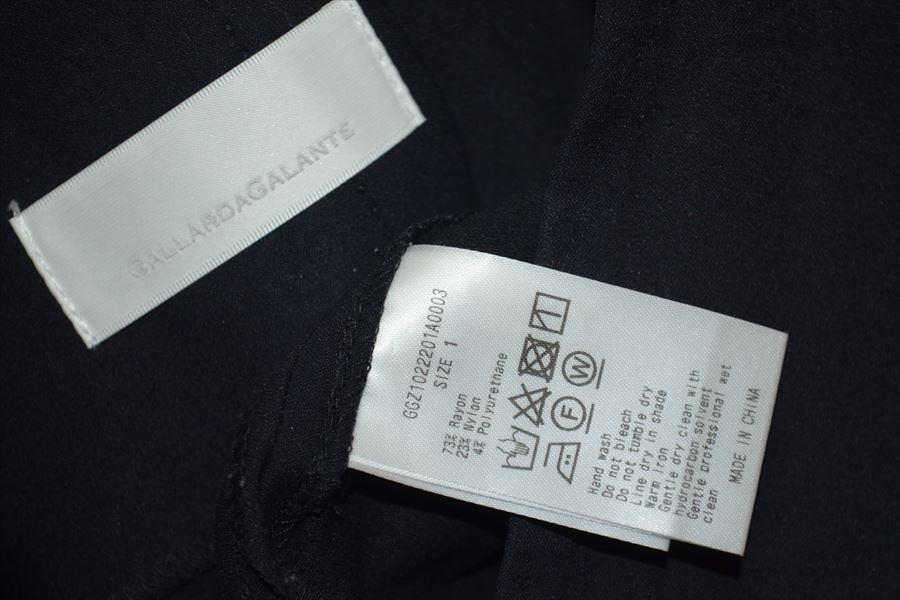 GALLARDAGALANTE
GGZ1022201A0003
SIZE 1
73% Rayon
23% Nylon
4% Polyurethane
F
W
Hand wash
Do not bleach
Do not tumble dry
Line dry in shade
Warm iron
Gentle dry clean with
hydrocarbon solvent
Gentle professional wet
clean
MADE IN CHINA